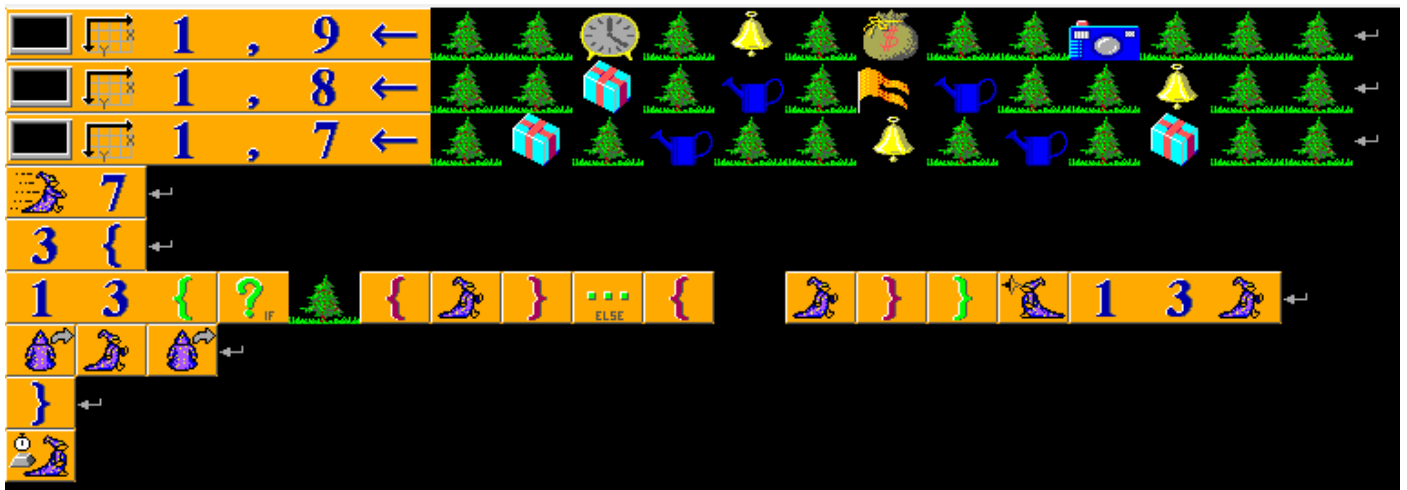 X Y 1 , 9 ←
X Y 1 , 8 ←
X Y 1 , 7 ←
7
3 {
1 3 { ? IF { } ... ELSE { } } 1 3
}